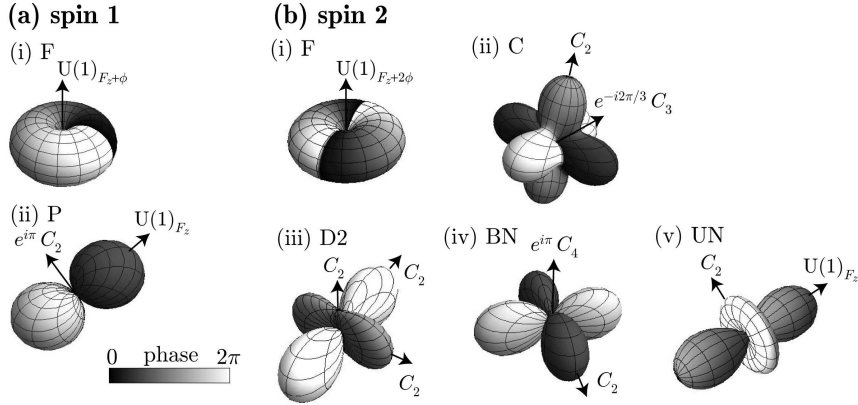 (a) spin 1
(i) F
U(1)_{F_z+ϕ}
(ii) P
e^{iπ} C_2
U(1)_{F_z}
0 phase 2π
(b) spin 2
(i) F
U(1)_{F_z+2ϕ}
(ii) C
C_2
e^{-i2π/3} C_3
(iii) D2
C_2
C_2
C_2
(iv) BN
e^{iπ} C_4
C_2
(v) UN
C_2
U(1)_{F_z}